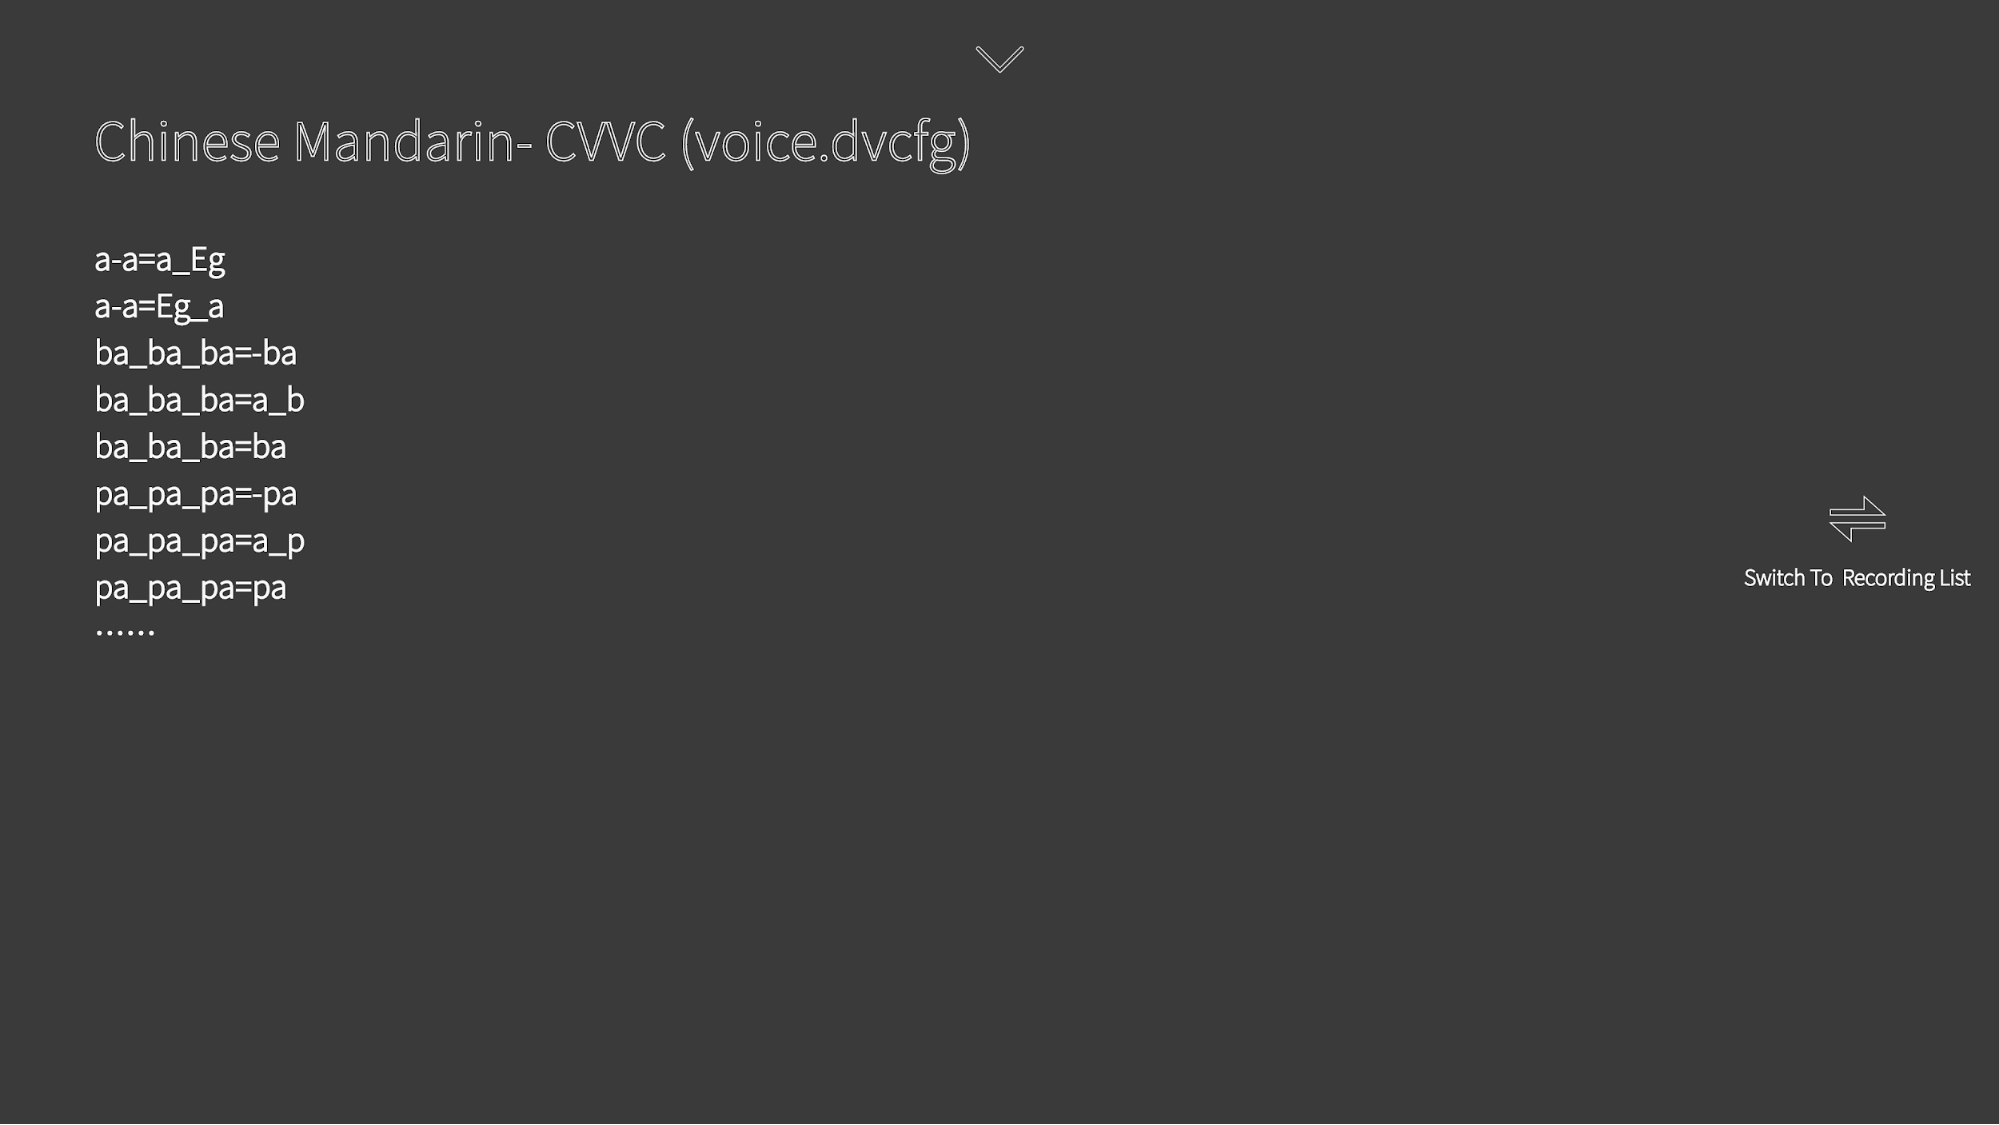 Chinese Mandarin- CVVC (voice.dvcfg)
a-a=a_Eg
a-a=Eg_a
ba_ba_ba=-ba
ba_ba_ba=a_b
ba_ba_ba=ba
pa_pa_pa=-pa
pa_pa_pa=a_p
pa_pa_pa=pa
......
Switch To Recording List